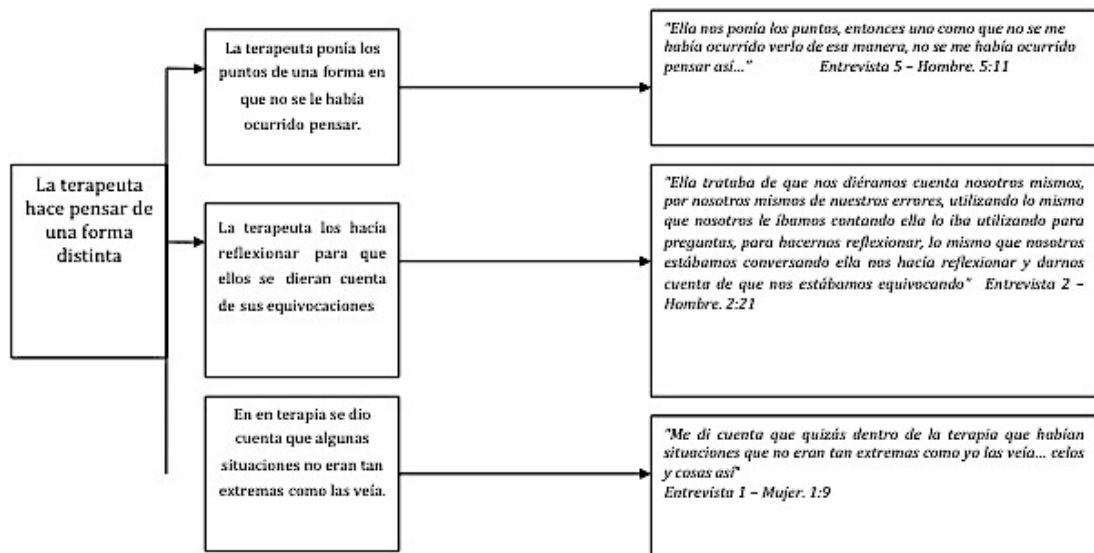 La terapeuta
hace pensar de
una forma
distinta
La terapeuta ponía los
puntos de una forma en
que no se le había
ocurrido pensar.
"Ella nos ponía los puntos, entonces uno como que no se me
había ocurrido verlo de esa manera, no se me había ocurrido
pensar así..." Entrevista 5 – Hombre. 5:11
La terapeuta los hacía
reflexionar para que
ellos se dieran cuenta
de sus equivocaciones
"Ella trataba de que nos diéramos cuenta nosotros mismos,
por nosotros mismos de nuestros errores, utilizando lo mismo
que nosotros le íbamos contando ella lo iba utilizando para
preguntas, para hacernos reflexionar, lo mismo que nosotros
estábamos conversando ella nos hacía reflexionar y darnos
cuenta de que nos estábamos equivocando" Entrevista 2 –
Hombre. 2:21
En en terapia se dio
cuenta que algunas
situaciones no eran tan
extremas como las veía.
"Me di cuenta que quizás dentro de la terapia que habían
situaciones que no eran tan extremas como yo las veía... celos
y cosas así"
Entrevista 1 – Mujer. 1:9